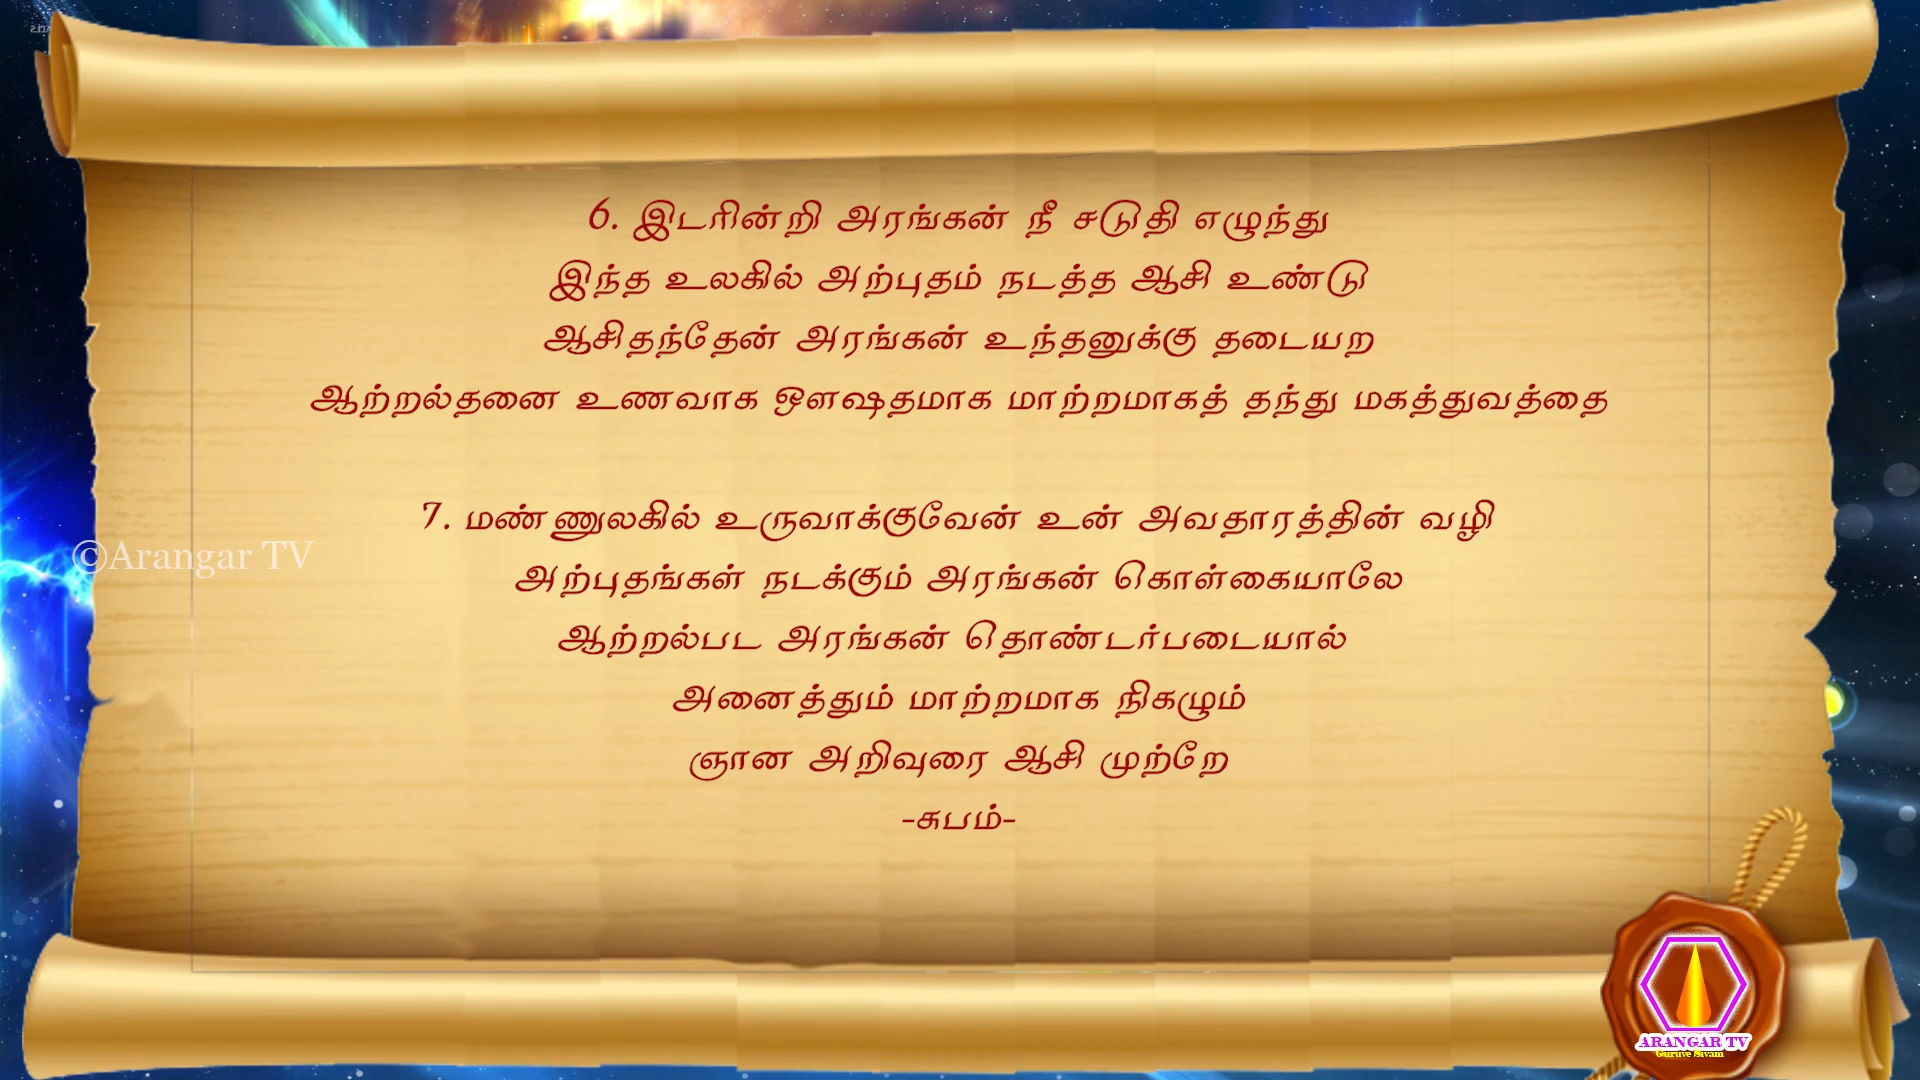 6. இடரின்றி அரங்கன் நீ சடுதி எழுந்து
இந்த உலகில் அற்புதம் நடத்த ஆசி உண்டு
ஆசிதந்தேன் அரங்கன் உந்தனுக்கு தடையற
ஆற்றல்தனை உணவாக ஔஷதமாக மாற்றமாகத் தந்து மகத்துவத்தை
7. மண்ணுலகில் உருவாக்குவேன் உன் அவதாரத்தின் வழி
©Arangar TV
அற்புதங்கள் நடக்கும் அரங்கன் கொள்கையாலே
ஆற்றல்பட அரங்கன் தொண்டர்படையால்
அனைத்தும் மாற்றமாக நிகழும்
ஞான அறிவுரை ஆசி முற்றே
-சுபம்-
ARANGAR TV
Guruve Sivam